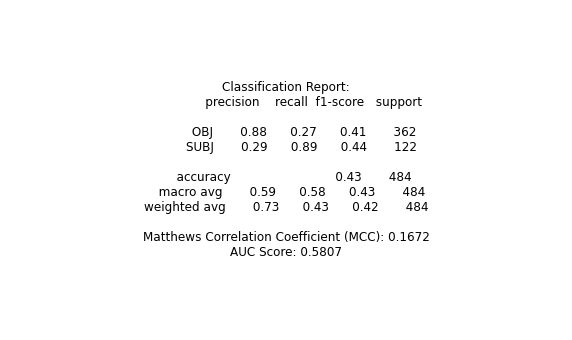 Classification Report:
precision recall f1-score support
OBJ 0.88 0.27 0.41 362
SUBJ 0.29 0.89 0.44 122
accuracy 0.43 484
macro avg 0.59 0.58 0.43 484
weighted avg 0.73 0.43 0.42 484
Matthews Correlation Coefficient (MCC): 0.1672
AUC Score: 0.5807